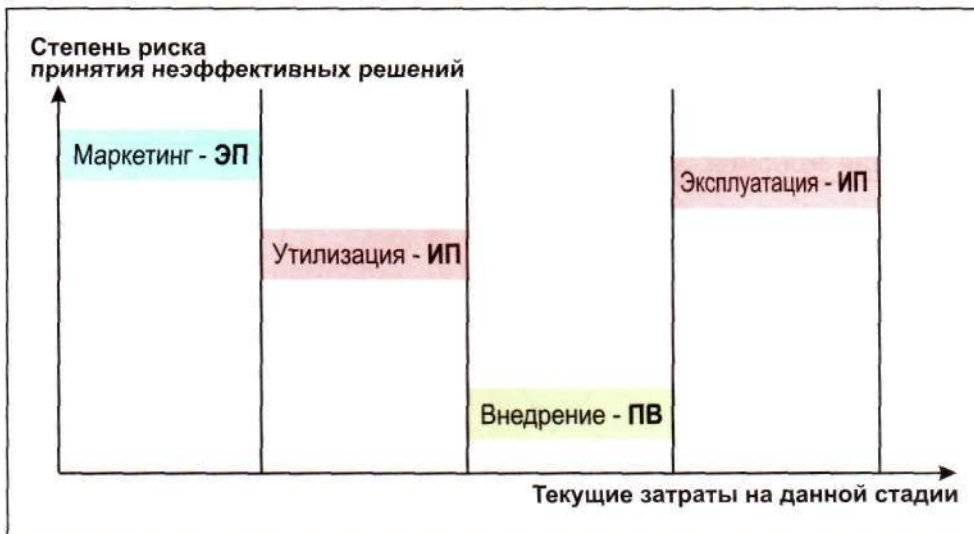 Степень риска
принятия неэффективных решений
Маркетинг - ЭП
Эксплуатация - ИП
Утилизация - ИП
Внедрение - ПВ
Текущие затраты на данной стадии